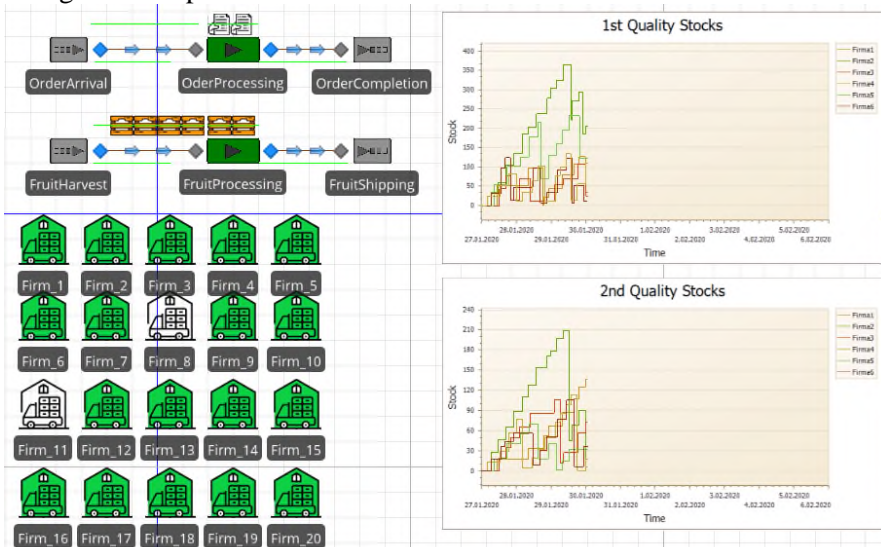 OrderArrival
OderProcessing
OrderCompletion
FruitHarvest
FruitProcessing
FruitShipping
Firm_1
Firm_2
Firm_3
Firm_4
Firm_5
Firm_6
Firm_7
Firm_8
Firm_9
Firm_10
Firm_11
Firm_12
Firm_13
Firm_14
Firm_15
Firm_16
Firm_17
Firm_18
Firm_19
Firm_20
1st Quality Stocks
Stock
400
350
300
250
200
150
100
50
0
27.01.2020
28.01.2020
29.01.2020
30.01.2020
31.01.2020
1.02.2020
2.02.2020
3.02.2020
4.02.2020
5.02.2020
6.02.2020
Time
Firma1
Firma2
Firma3
Firma4
Firma5
Firma6
2nd Quality Stocks
Stock
240
210
180
150
120
90
60
30
0
27.01.2020
28.01.2020
29.01.2020
30.01.2020
31.01.2020
1.02.2020
2.02.2020
3.02.2020
4.02.2020
5.02.2020
6.02.2020
Time
Firma1
Firma2
Firma3
Firma4
Firma5
Firma6